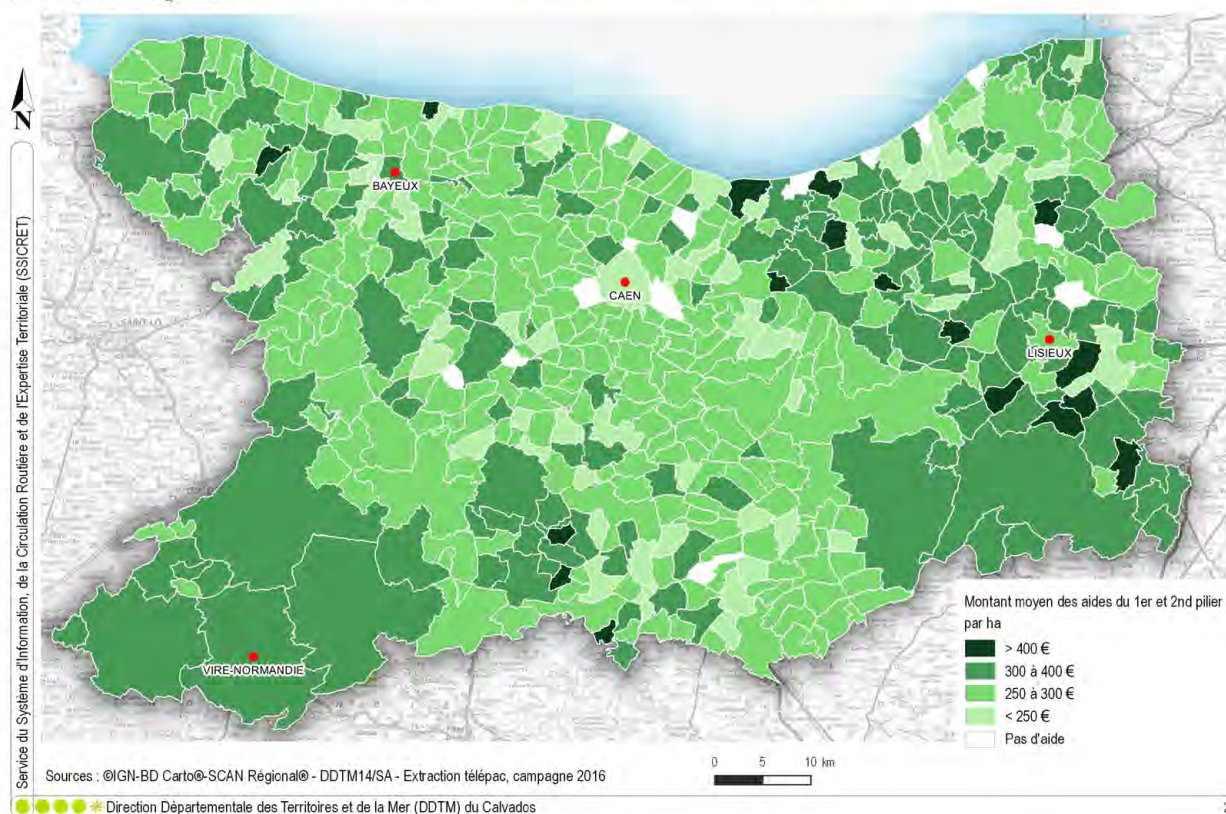 N
BAYEUX
CAEN
SAINT-LO
LISIEUX
VIRE-NORMANDIE
Montant moyen des aides du 1er et 2nd pilier
par ha
> 400 €
300 à 400 €
250 à 300 €
< 250 €
Pas d'aide
0 5 10 km
Sources : ©IGN-BD Carto®-SCAN Régional® - DDTM14/SA - Extraction télépac, campagne 2016
Service du Système d'Information, de la Circulation Routière et de l'Expertise Territoriale (SSICRET)
Direction Départementale des Territoires et de la Mer (DDTM) du Calvados
2